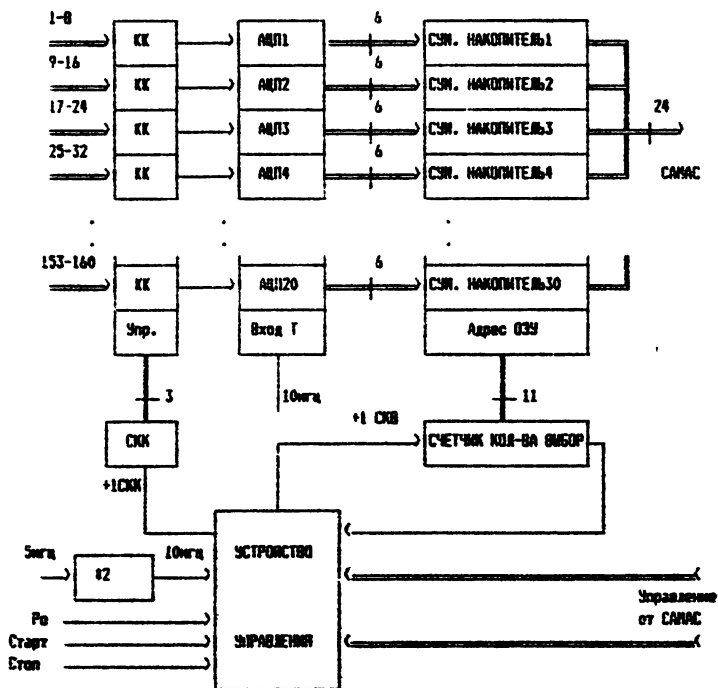 1-8
КК
АЦП1
6
СУМ. НАКОПИТЕЛЬ1
9-16
КК
АЦП2
6
СУМ. НАКОПИТЕЛЬ2
17-24
КК
АЦП3
6
СУМ. НАКОПИТЕЛЬ3
24
25-32
КК
АЦП4
6
СУМ. НАКОПИТЕЛЬ4
САМАС
153-160
КК
АЦП20
6
СУМ. НАКОПИТЕЛЬ30
Упр.
Вход Т
Адрес ОЗУ
3
10мгц
11
+1 СКВ
СКК
СЧЕТЧИК КОЛ-ВА ВЫБОР
+1СКК
5мгц
10мгц
УСТРОЙСТВО
Управление
от САМАС
Ро
Старт
УПРАВЛЕНИЯ
Стоп